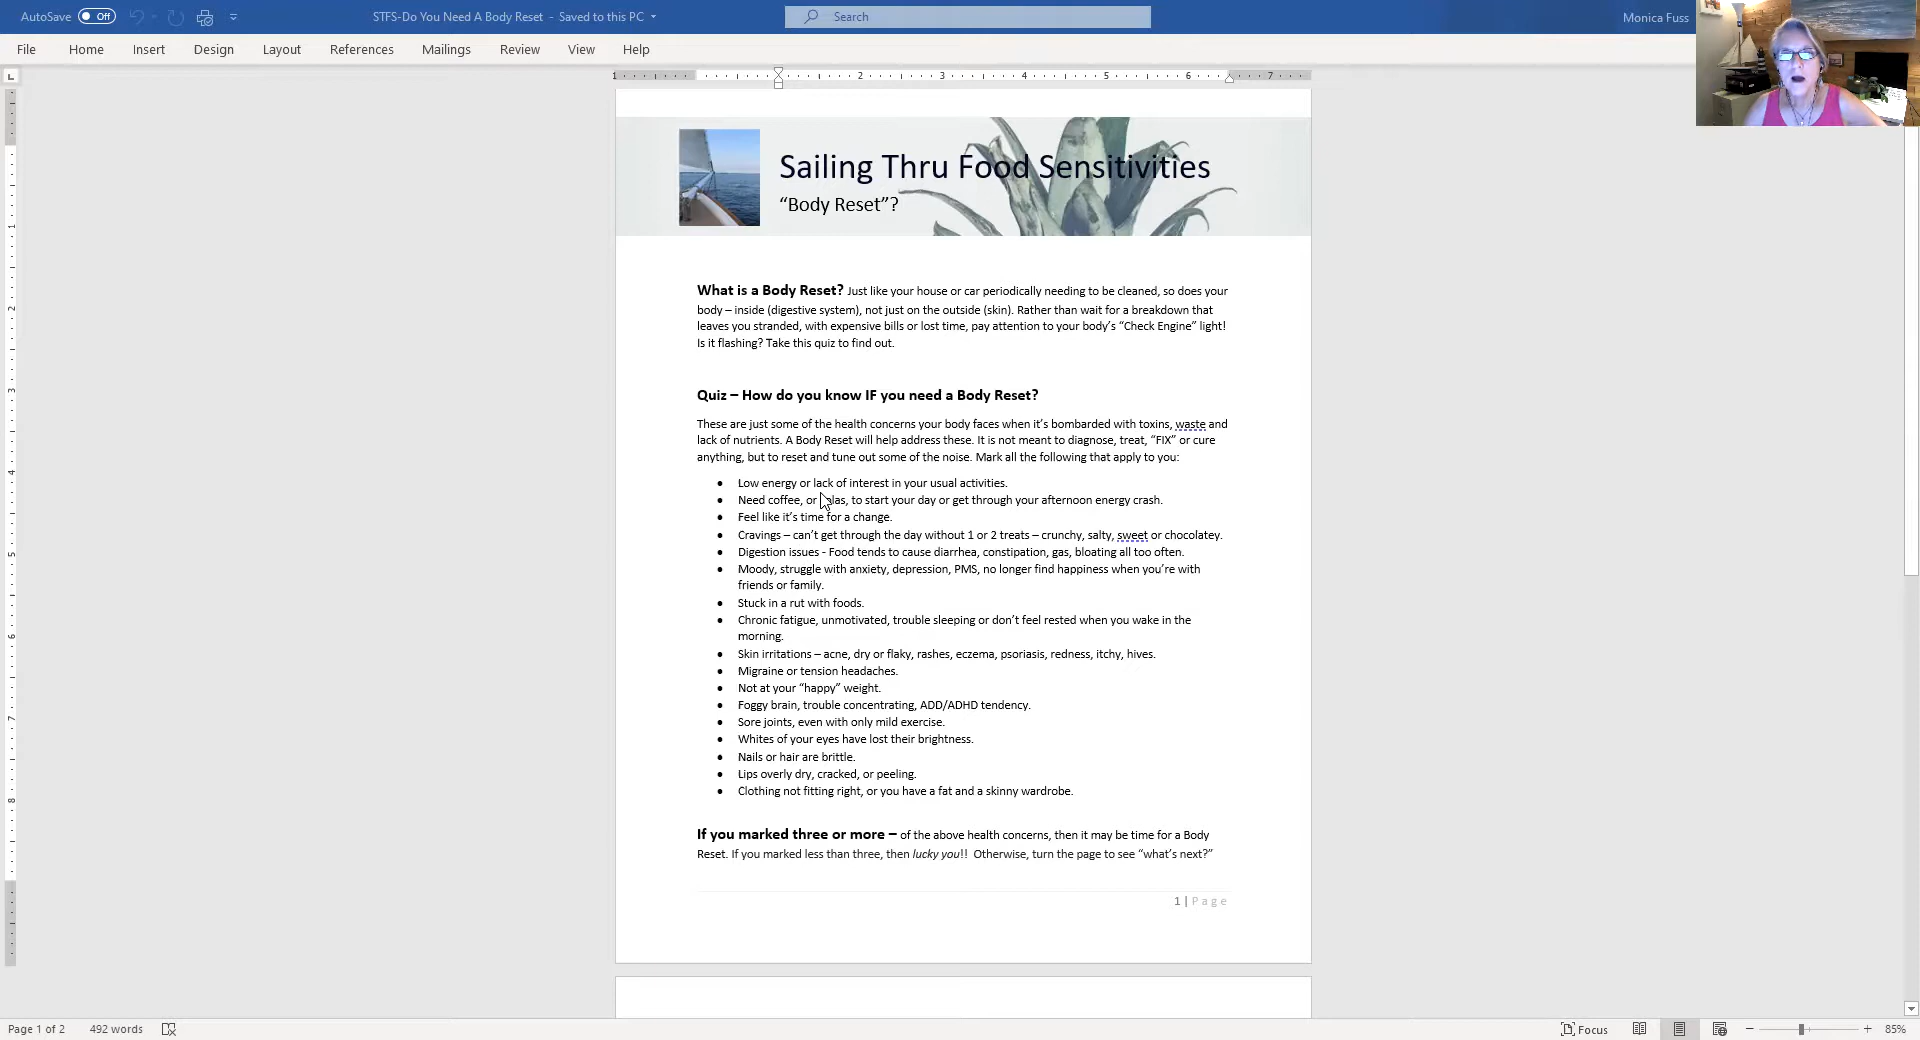 AutoSave Off STFS-Do You Need A Body Reset - Saved to this PC Search Monica Fuss
File Home Insert Design Layout References Mailings Review View Help
1 2 3 4 5 6 7
Sailing Thru Food Sensitivities
“Body Reset”?
What is a Body Reset? Just like your house or car periodically needing to be cleaned, so does your
body – inside (digestive system), not just on the outside (skin). Rather than wait for a breakdown that
leaves you stranded, with expensive bills or lost time, pay attention to your body’s “Check Engine” light!
Is it flashing? Take this quiz to find out.
Quiz – How do you know IF you need a Body Reset?
These are just some of the health concerns your body faces when it’s bombarded with toxins, waste and
lack of nutrients. A Body Reset will help address these. It is not meant to diagnose, treat, “FIX” or cure
anything, but to reset and tune out some of the noise. Mark all the following that apply to you:
• Low energy or lack of interest in your usual activities.
• Need coffee, or to start your day or get through your afternoon energy crash.
• Feel like it’s time for a change.
• Cravings – can’t get through the day without 1 or 2 treats – crunchy, salty, sweet or chocolatey.
• Digestion issues - Food tends to cause diarrhea, constipation, gas, bloating all too often.
• Moody, struggle with anxiety, depression, PMS, no longer find happiness when you’re with
friends or family.
• Stuck in a rut with foods.
• Chronic fatigue, unmotivated, trouble sleeping or don’t feel rested when you wake in the
morning.
• Skin irritations – acne, dry or flaky, rashes, eczema, psoriasis, redness, itchy, hives.
• Migraine or tension headaches.
• Not at your “happy” weight.
• Foggy brain, trouble concentrating, ADD/ADHD tendency.
• Sore joints, even with only mild exercise.
• Whites of your eyes have lost their brightness.
• Nails or hair are brittle.
• Lips overly dry, cracked, or peeling.
• Clothing not fitting right, or you have a fat and a skinny wardrobe.
If you marked three or more – of the above health concerns, then it may be time for a Body
Reset. If you marked less than three, then lucky you!! Otherwise, turn the page to see “what’s next?”
1 | Page
Page 1 of 2 492 words Focus 85%